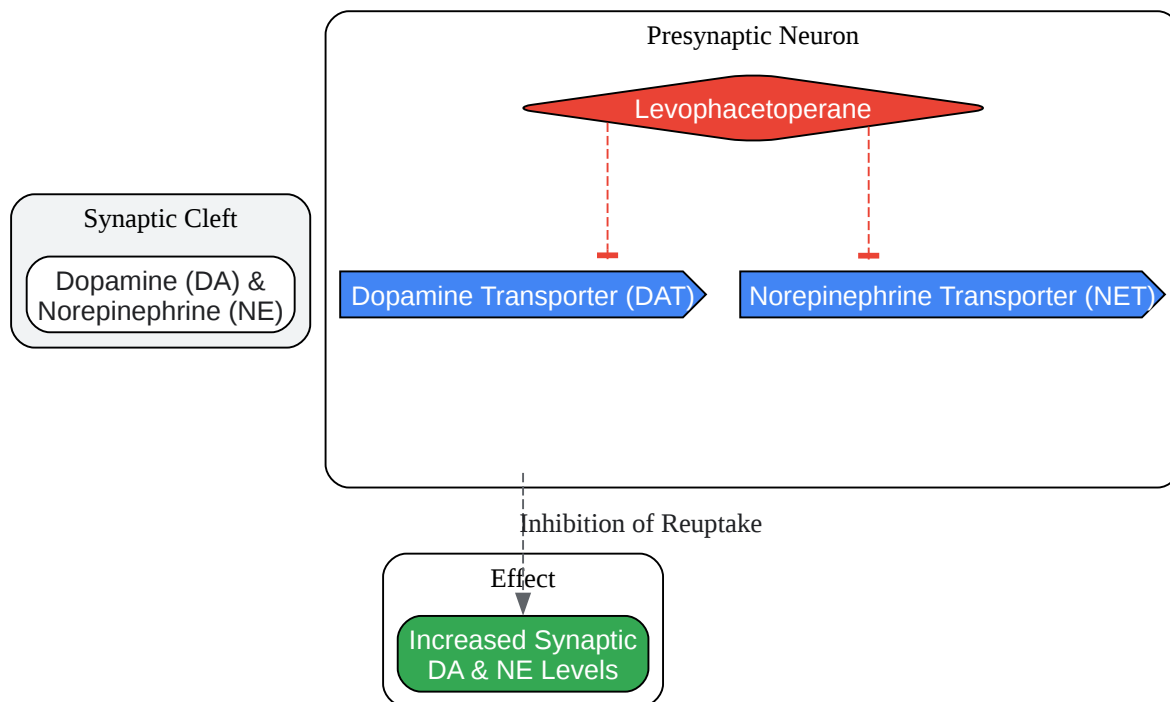 Presynaptic Neuron
Levophacetoperane
Synaptic Cleft
Dopamine (DA) &
Norepinephrine (NE)
Dopamine Transporter (DAT)
Norepinephrine Transporter (NET)
Inhibition of Reuptake
Effect
Increased Synaptic
DA & NE Levels